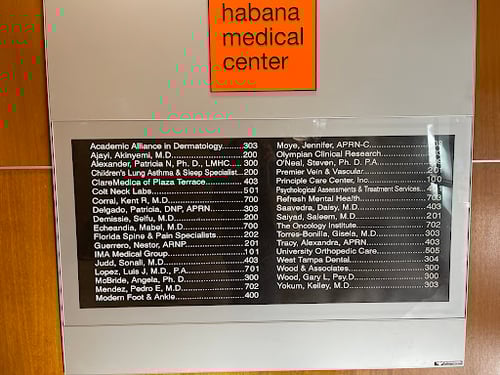 habana
medical
center
Academic Alliance in Dermatology 303
Ajayi, Akinyemi, M.D. 200
Alexander, Patricia N, Ph. D., LMHC 300
Children's Lung Asthma & Sleep Specialist 200
ClareMedica of Plaza Terrace 403
Colt Neck Labs 501
Corral, Kent R, M.D. 700
Delgado, Patricia, DNP, APRN 303
Demissie, Seifu, M.D. 200
Echeandia, Mabel, M.D. 700
Florida Spine & Pain Specialists 202
Guerrero, Nestor, ARNP 201
IMA Medical Group 101
Judd, Sonali, M.D. 403
Lopez, Luis J, M.D., P.A. 701
McBride, Angela, Ph. D. 300
Mendez, Pedro E, M.D. 702
Modern Foot & Ankle 400
Moye, Jennifer, APRN-C
Olympian Clinical Research
O'Neal, Steven, Ph. D. P.A.
Premier Vein & Vascular
Principle Care Center, Inc. 100
Psychological Assessments & Treatment Services
Refresh Mental Health 703
Saavedra, Daisy, M.D. 403
Saiyad, Saleem, M.D. 201
The Oncology Institute 702
Torres-Bonilla, Gisela, M.D. 303
Tracy, Alexandra, APRN 403
University Orthopedic Care 505
West Tampa Dental 304
Wood & Associates 300
Wood, Gary L, Psy.D 300
Yokum, Kelley, M.D. 303